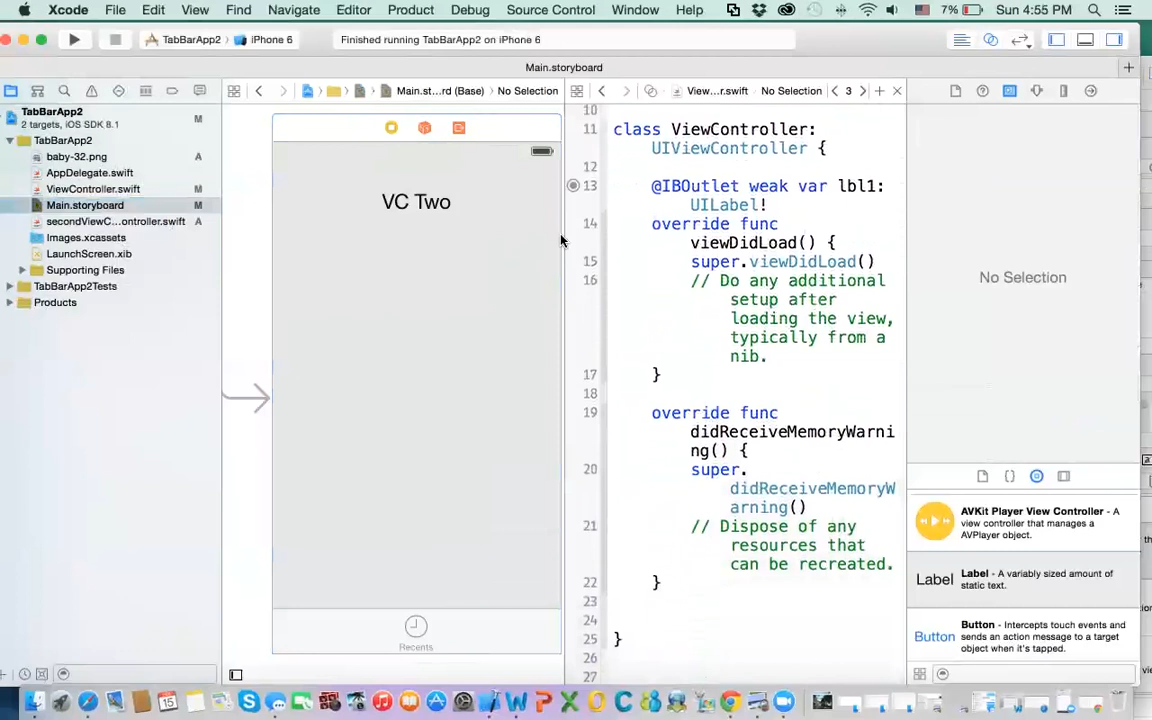 Xcode File Edit View Find Navigate Editor Product Debug Source Control Window Help 7% Sun 4:55 PM
TabBarApp2 iPhone 6 Finished running TabBarApp2 on iPhone 6
Main.storyboard
Main.st...rd (Base) No Selection View...r.swift No Selection 3
TabBarApp2
2 targets, iOS SDK 8.1 M
TabBarApp2
baby-32.png A
AppDelegate.swift
ViewController.swift M
Main.storyboard M
secondViewC...ontroller.swift A
Images.xcassets
LaunchScreen.xib
Supporting Files
TabBarApp2Tests
Products
VC Two
Recents
10
11 class ViewController:
UIViewController {
12
13 @IBOutlet weak var lbl1:
UILabel!
14 override func
viewDidLoad() {
15 super.viewDidLoad()
16 // Do any additional
setup after
loading the view,
typically from a
nib.
17 }
18
19 override func
didReceiveMemoryWarni
ng() {
20 super.
didReceiveMemoryW
arning()
21 // Dispose of any
resources that
can be recreated.
22 }
23
24
25 }
26
27
No Selection
AVKit Player View Controller - A
view controller that manages a
AVPlayer object.
Label Label - A variably sized amount of
static text.
Button Button - Intercepts touch events and
sends an action message to a target
object when it's tapped.
15